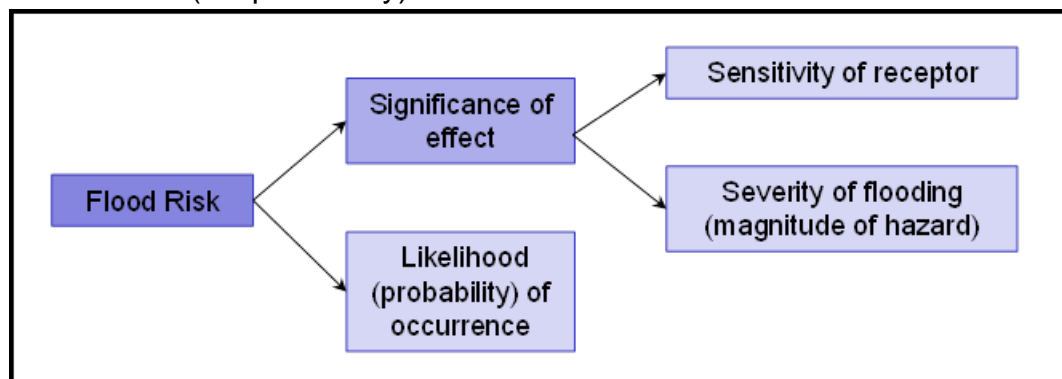 Sensitivity of receptor
Significance of
effect
Flood Risk
Severity of flooding
(magnitude of hazard)
Likelihood
(probability) of
occurrence